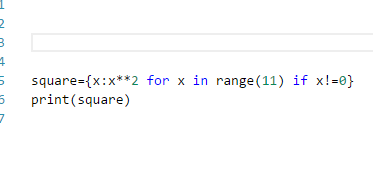 1
2
3
4
5 square={x:x**2 for x in range(11) if x!=0}
6 print(square)
7